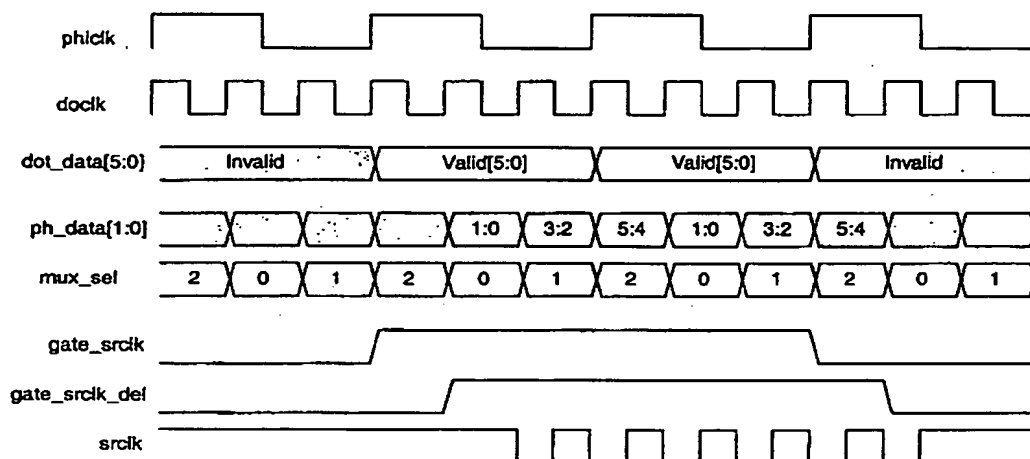 phiclk
doclk
dot_data[5:0] Invalid Valid[5:0] Valid[5:0] Invalid
ph_data[1:0] 1:0 3:2 5:4 1:0 3:2 5:4
mux_sel 2 0 1 2 0 1 2 0 1 2 0 1
gate_srclk
gate_srclk_del
srclk